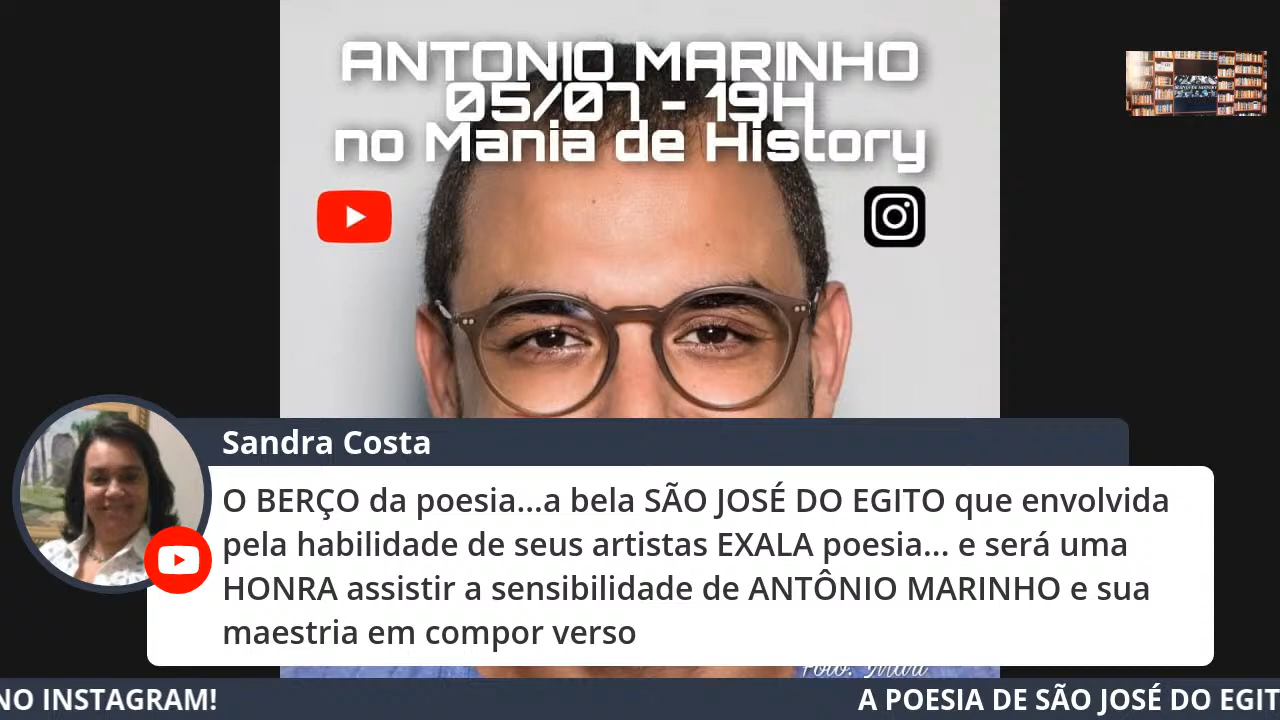 ANTONIO MARINHO
05/07 - 19H
no Mania de History
Sandra Costa
O BERÇO da poesia...a bela SÃO JOSÉ DO EGITO que envolvida
pela habilidade de seus artistas EXALA poesia... e será uma
HONRA assistir a sensibilidade de ANTÔNIO MARINHO e sua
maestria em compor verso
Foto:
NO INSTAGRAM!
A POESIA DE SÃO JOSÉ DO EGIT